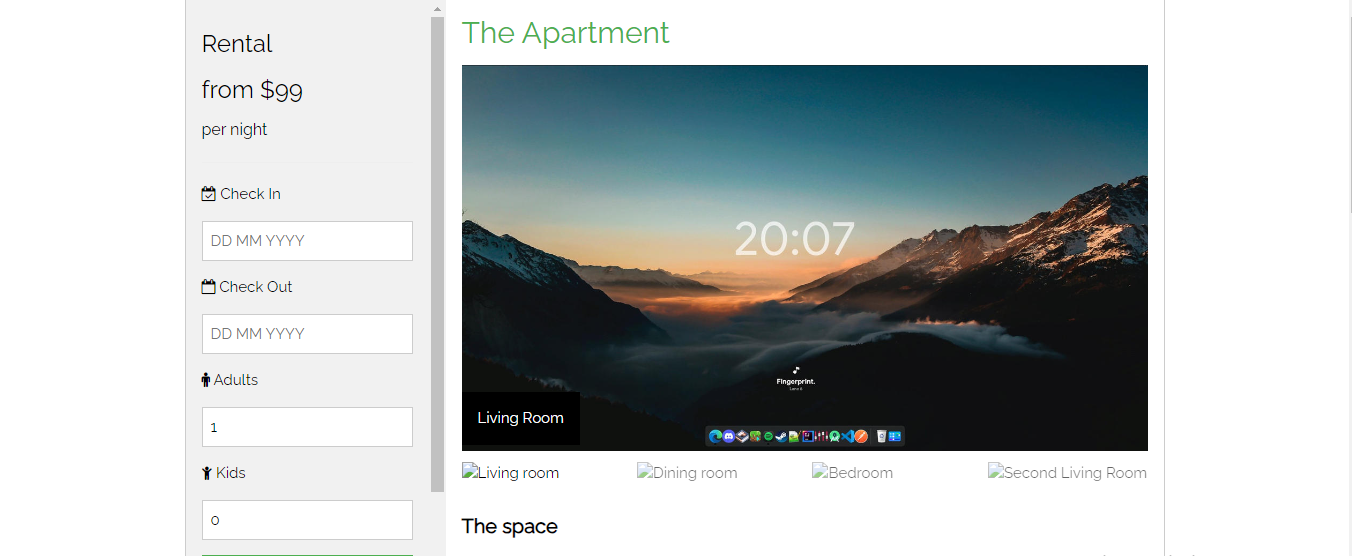 Rental
from $99
per night
Check In
DD MM YYYY
Check Out
DD MM YYYY
Adults
1
Kids
0
The Apartment
20:07
Fingerprint.
Living Room
Living room
Dining room
Bedroom
Second Living Room
The space